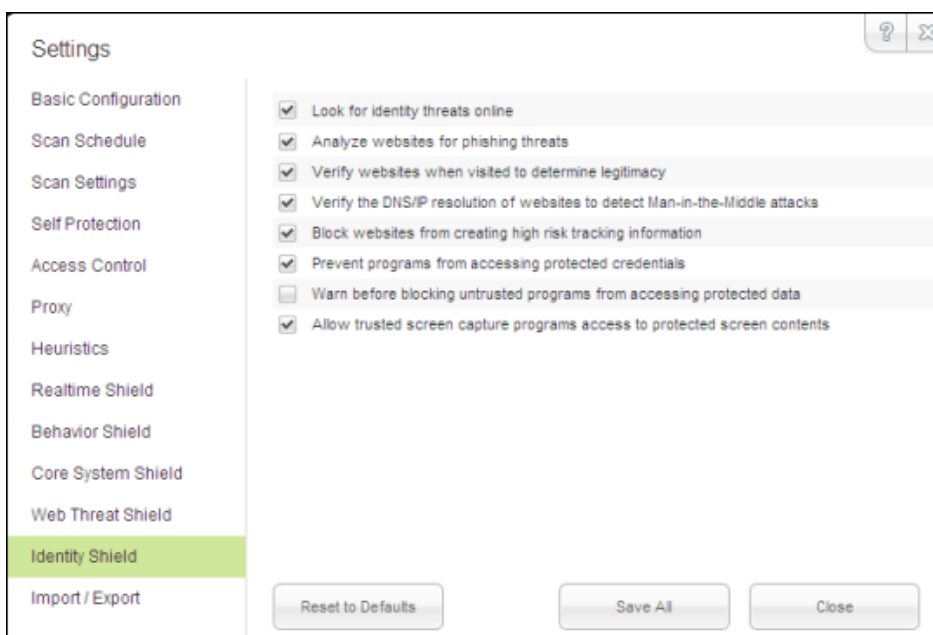 Settings
?
Basic Configuration
Scan Schedule
Scan Settings
Self Protection
Access Control
Proxy
Heuristics
Realtime Shield
Behavior Shield
Core System Shield
Web Threat Shield
Identity Shield
Import / Export
Look for identity threats online
Analyze websites for phishing threats
Verify websites when visited to determine legitimacy
Verify the DNS/IP resolution of websites to detect Man-in-the-Middle attacks
Block websites from creating high risk tracking information
Prevent programs from accessing protected credentials
Warn before blocking untrusted programs from accessing protected data
Allow trusted screen capture programs access to protected screen contents
Reset to Defaults
Save All
Close